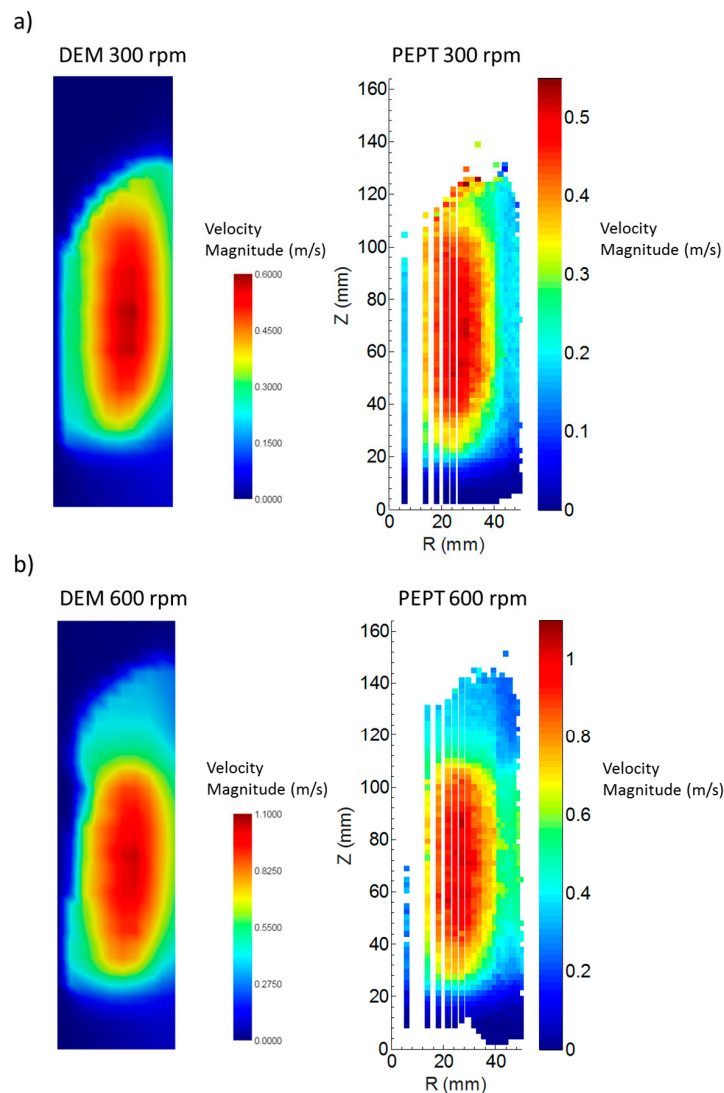 a)
DEM 300 rpm
PEPT 300 rpm
Velocity
Magnitude (m/s)
0.6000
0.4500
0.3000
0.1500
0.0000
160
140
120
100
80
60
40
20
0
Z (mm)
0
20
40
R (mm)
0.5
0.4
0.3
0.2
0.1
0
Velocity
Magnitude (m/s)
b)
DEM 600 rpm
PEPT 600 rpm
Velocity
Magnitude (m/s)
1.1000
0.8250
0.5500
0.2750
0.0000
160
140
120
100
80
60
40
20
0
Z (mm)
0
20
40
R (mm)
1
0.8
0.6
0.4
0.2
0
Velocity
Magnitude (m/s)